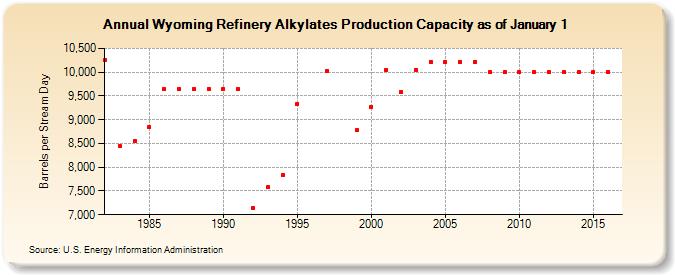 Annual Wyoming Refinery Alkylates Production Capacity as of January 1
Barrels per Stream Day
10,500
10,000
9,500
9,000
8,500
8,000
7,500
7,000
1985 1990 1995 2000 2005 2010 2015
Source: U.S. Energy Information Administration